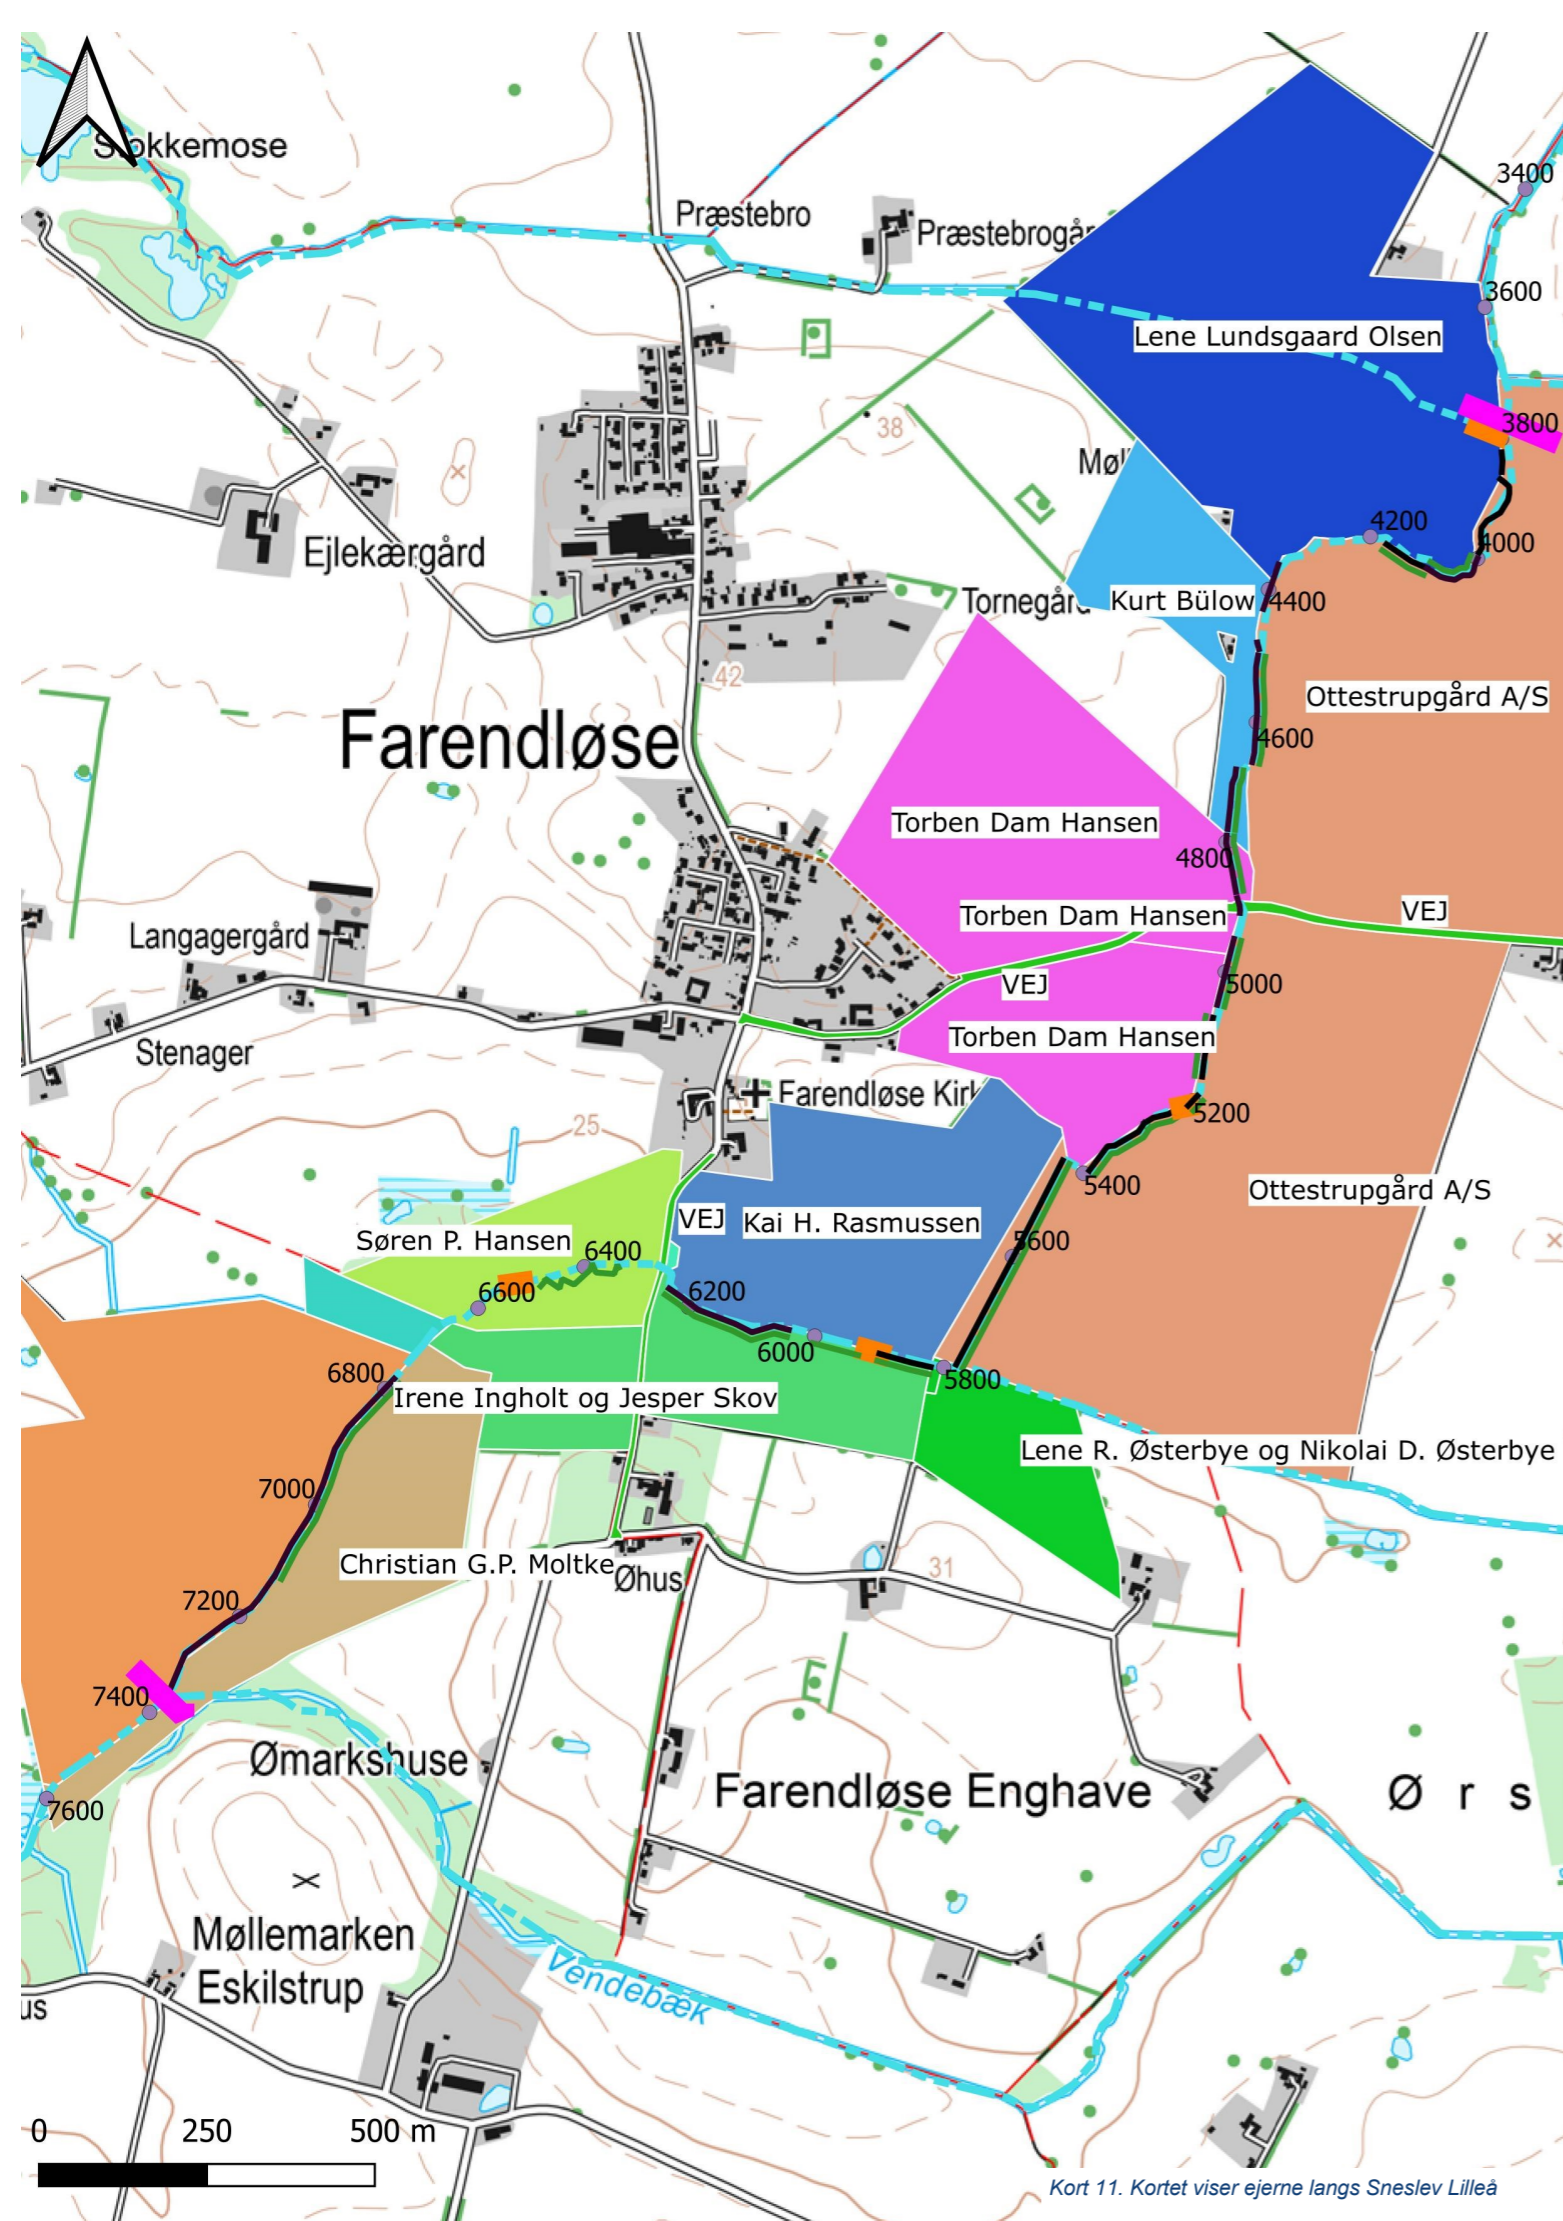 Stokkemose
3400
Præstebro
Præstebrogår
3600
Lene Lundsgaard Olsen
3800
38
Møl
4200
4000
Ejlekærgård
Tornegård
Kurt Bülow
4400
42
Ottestrupgård A/S
Farendløse
4600
Torben Dam Hansen
4800
Torben Dam Hansen
VEJ
Langagergård
VEJ
5000
Torben Dam Hansen
Stenager
Farendløse Kirk
5200
25
5400
Ottestrupgård A/S
VEJ
Kai H. Rasmussen
Søren P. Hansen
6400
5600
6600
6200
6000
6800
5800
Irene Ingholt og Jesper Skov
Lene R. Østerbye og Nikolai D. Østerbye
7000
Christian G.P. Moltke
Øhus
31
7200
7400
Ømarkshuse
Farendløse Enghave
Ø r s
7600
Møllemarken
Eskilstrup
Vendebæk
us
0 250 500 m
Kort 11. Kortet viser ejerne langs Sneslev Lilleå